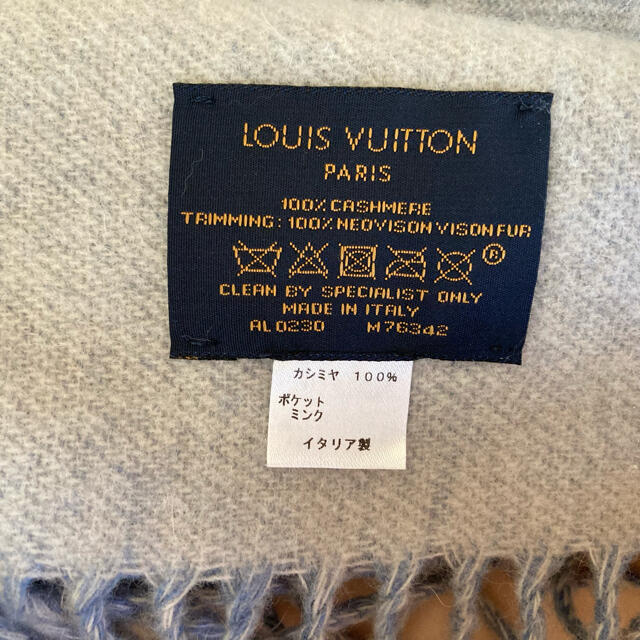 LOUIS VUITTON
PARIS
100% CASHMERE
TRIMMING: 100% NEOVISON VISON FUR
®
CLEAN BY SPECIALIST ONLY
MADE IN ITALY
AL0230 M76342
カシミヤ 100%
ポケット
ミンク
イタリア製